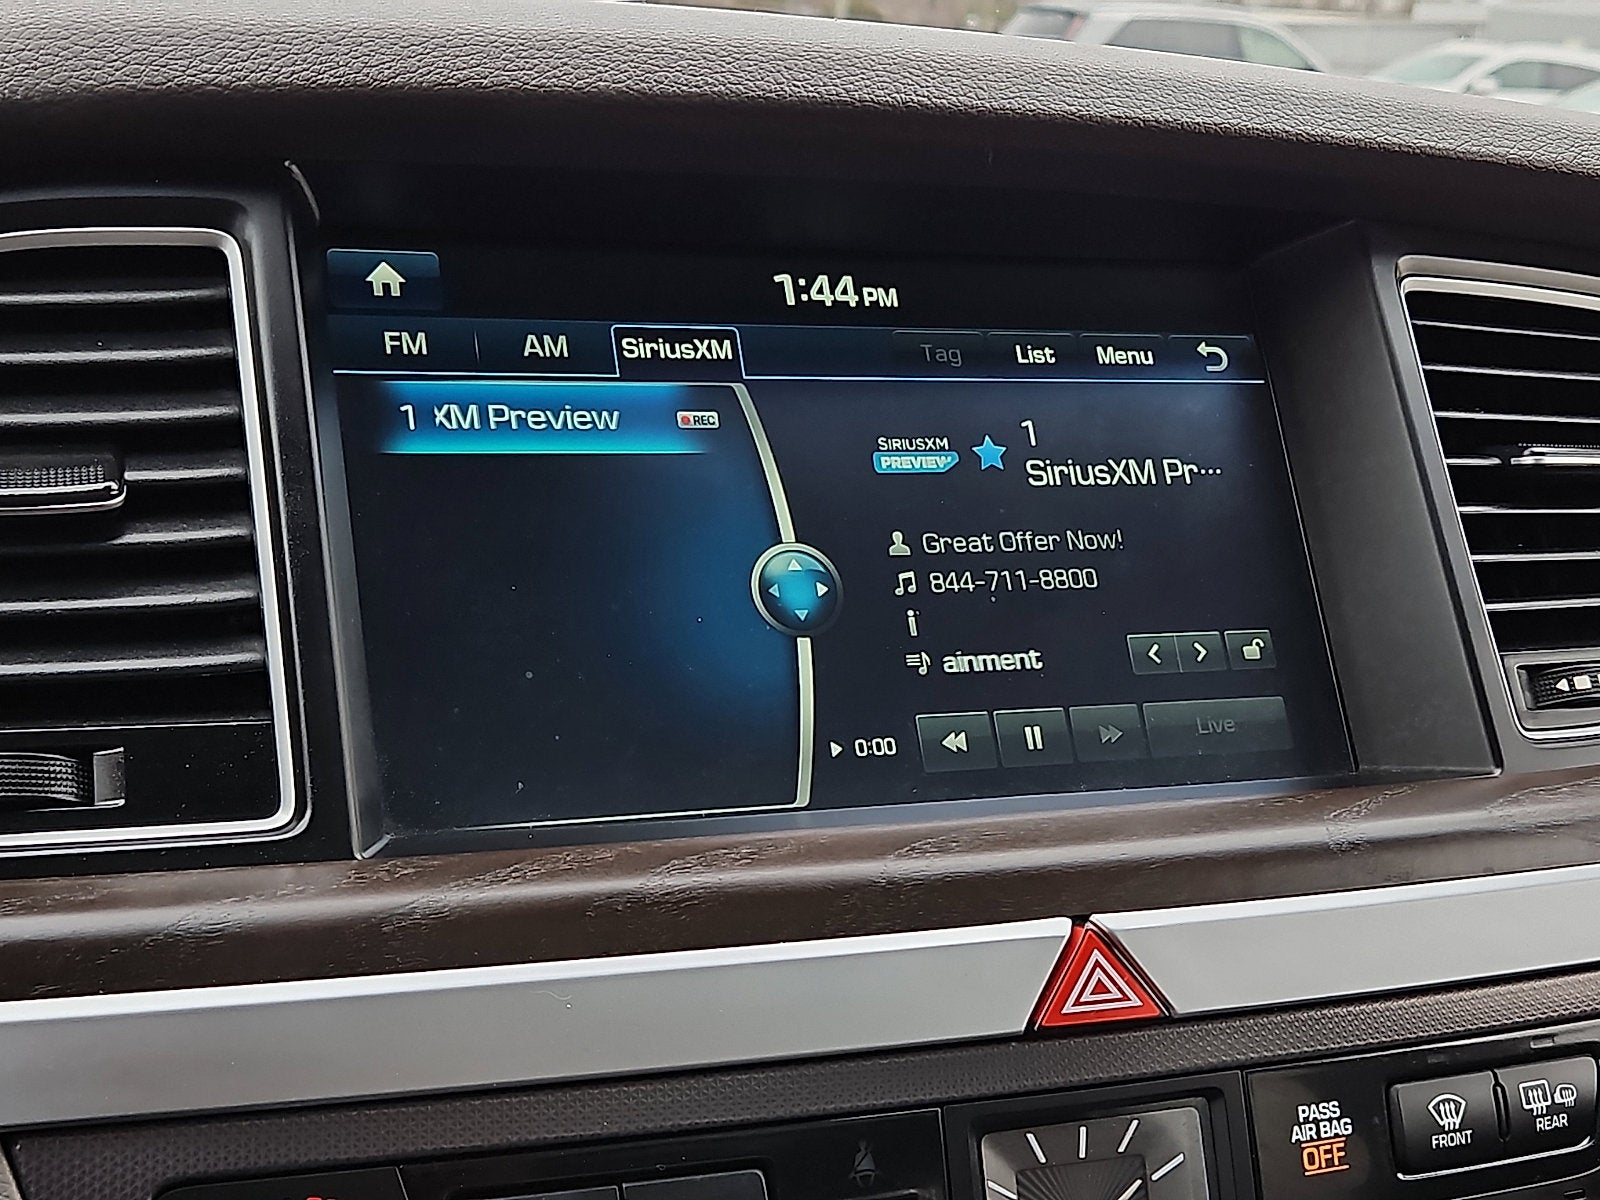 1:44 PM
FM AM SiriusXM Tag List Menu
1 XM Preview REC
SIRIUSXM
PREVIEW
1
SiriusXM Pr...
Great Offer Now!
844-711-8800
i
ainment
0:00 Live
PASS
AIR BAG
OFF
FRONT
REAR